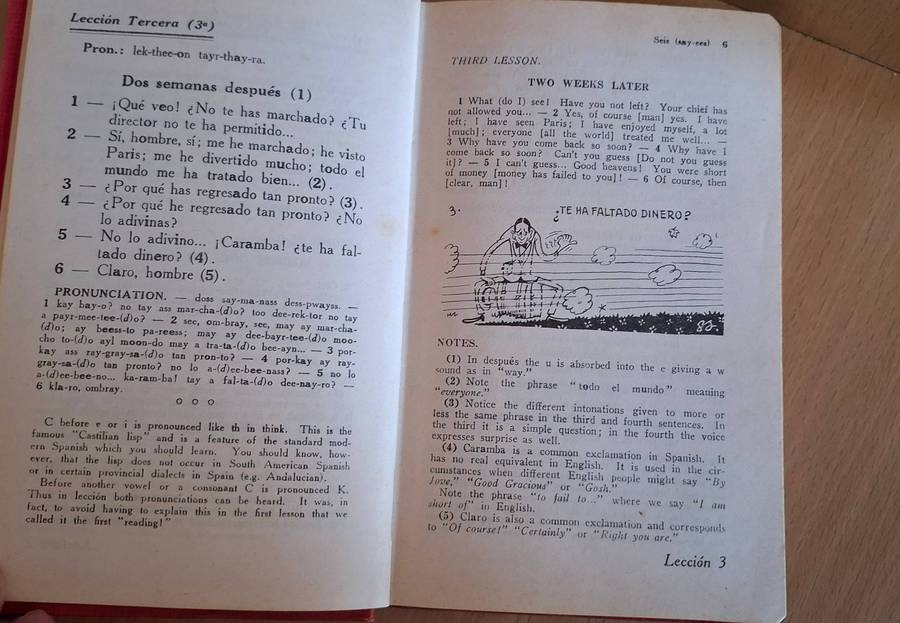 Lección Tercera (3ª)
Pron.: lek-thee-on tayr-thay-ra.
Dos semanas después (1)
1 — ¡Qué veo! ¿No te has marchado? ¿Tu
director no te ha permitido...
2 — Sí, hombre, sí; me he marchado; he visto
Paris; me he divertido mucho; todo el
mundo me ha tratado bien... (2).
3 — ¿Por qué has regresado tan pronto? (3).
4 — ¿Por qué he regresado tan pronto? ¿No
lo adivinas?
5 — No lo adivino... ¡Caramba! ¿te ha fal-
tado dinero? (4).
6 — Claro, hombre (5).
PRONUNCIATION. — doss say-ma-nass dess-pwayss. —
1 kay bay-o? no tay ass mar-cha-(d)o? too dee-rek-tor no tay
a payr-mee-tee-(d)o? — 2 see, om-bray, see, may ay mar-cha-
(d)o; ay beess-to pa-reess; may ay dee-bayr-tee-(d)o moo-
cho to-(d)o ayl moon-do may a tra-ta-(d)o bee-ayn... — 3 por-
kay ass ray-gray-sa-(d)o tan pron-to? — 4 por-kay ay ray-
gray-sa-(d)o tan pronto? no lo a-(d)ee-bee-nass? — 5 no lo
a-(d)ee-bee-no... ka-ram-ba! tay a fal-ta-(d)o dee-nay-ro? —
6 kla-ro, ombray.
C before e or i is pronounced like th in think. This is the
famous "Castilian lisp" and is a feature of the standard mod-
ern Spanish which you should learn. You should know, how-
ever, that the lisp does not occur in South American Spanish
or in certain provincial dialects in Spain (e.g. Andalucian).
Before another vowel or a consonant C is pronounced K.
Thus in lección both pronunciations can be heard. It was, in
fact, to avoid having to explain this in the first lesson that we
called it the first "reading!"
Seis (say-ees) 6
THIRD LESSON.
TWO WEEKS LATER
1 What (do I) see! Have you not left? Your chief has
not allowed you... — 2 Yes, of course [man] yes. I have
left; I have seen Paris; I have enjoyed myself, a lot
[much]; everyone [all the world] treated me well... —
3 Why have you come back so soon? — 4 Why have I
come back so soon? Can't you guess [Do not you guess
it]? — 5 I can't guess... Good heavens! You were short
of money [money has failed to you]! — 6 Of course, then
[clear, man]!
3.
¿TE HA FALTADO DINERO?
83.
NOTES.
(1) In después the u is absorbed into the e giving a w
sound as in "way."
(2) Note the phrase "todo el mundo" meaning
"everyone."
(3) Notice the different intonations given to more or
less the same phrase in the third and fourth sentences. In
the third it is a simple question; in the fourth the voice
expresses surprise as well.
(4) Caramba is a common exclamation in Spanish. It
has no real equivalent in English. It is used in the cir-
cumstances when different English people might say "By
Jove," "Good Gracious" or "Gosh."
Note the phrase "to fail to..." where we say "I am
short of" in English.
(5) Claro is also a common exclamation and corresponds
to "Of course!" "Certainly" or "Right you are."
Lección 3